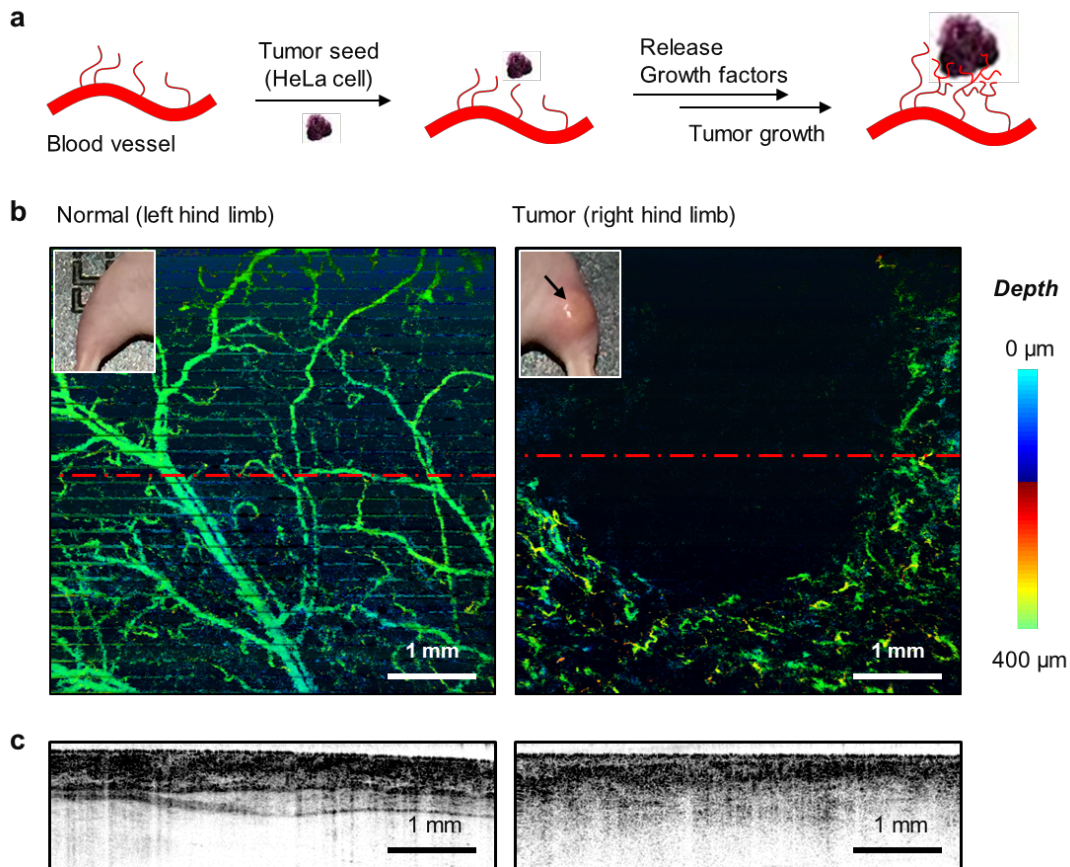 a
Tumor seed
(HeLa cell)
Blood vessel
Release
Growth factors
Tumor growth
b
Normal (left hind limb)
Tumor (right hind limb)
Depth
0 µm
400 µm
1 mm
1 mm
c
1 mm
1 mm